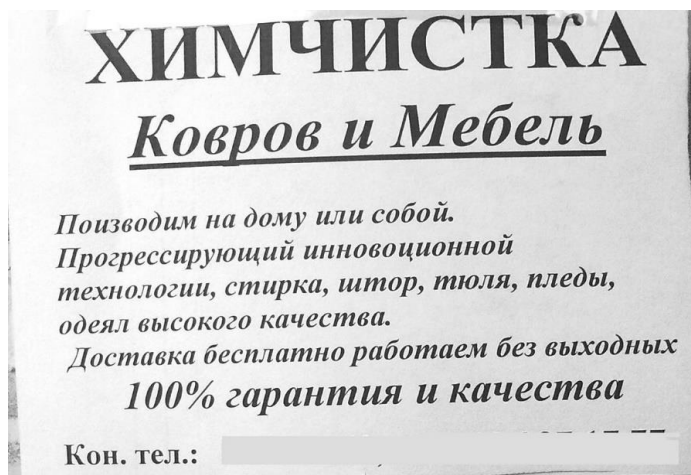 ХИМЧИСТКА
Ковров и Мебель
Поизводим на дому или собой.
Прогрессирующий инновоционной
технологии, стирка, штор, тюля, пледы,
одеял высокого качества.
Доставка бесплатно работаем без выходных
100% гарантия и качества
Кон. тел.: